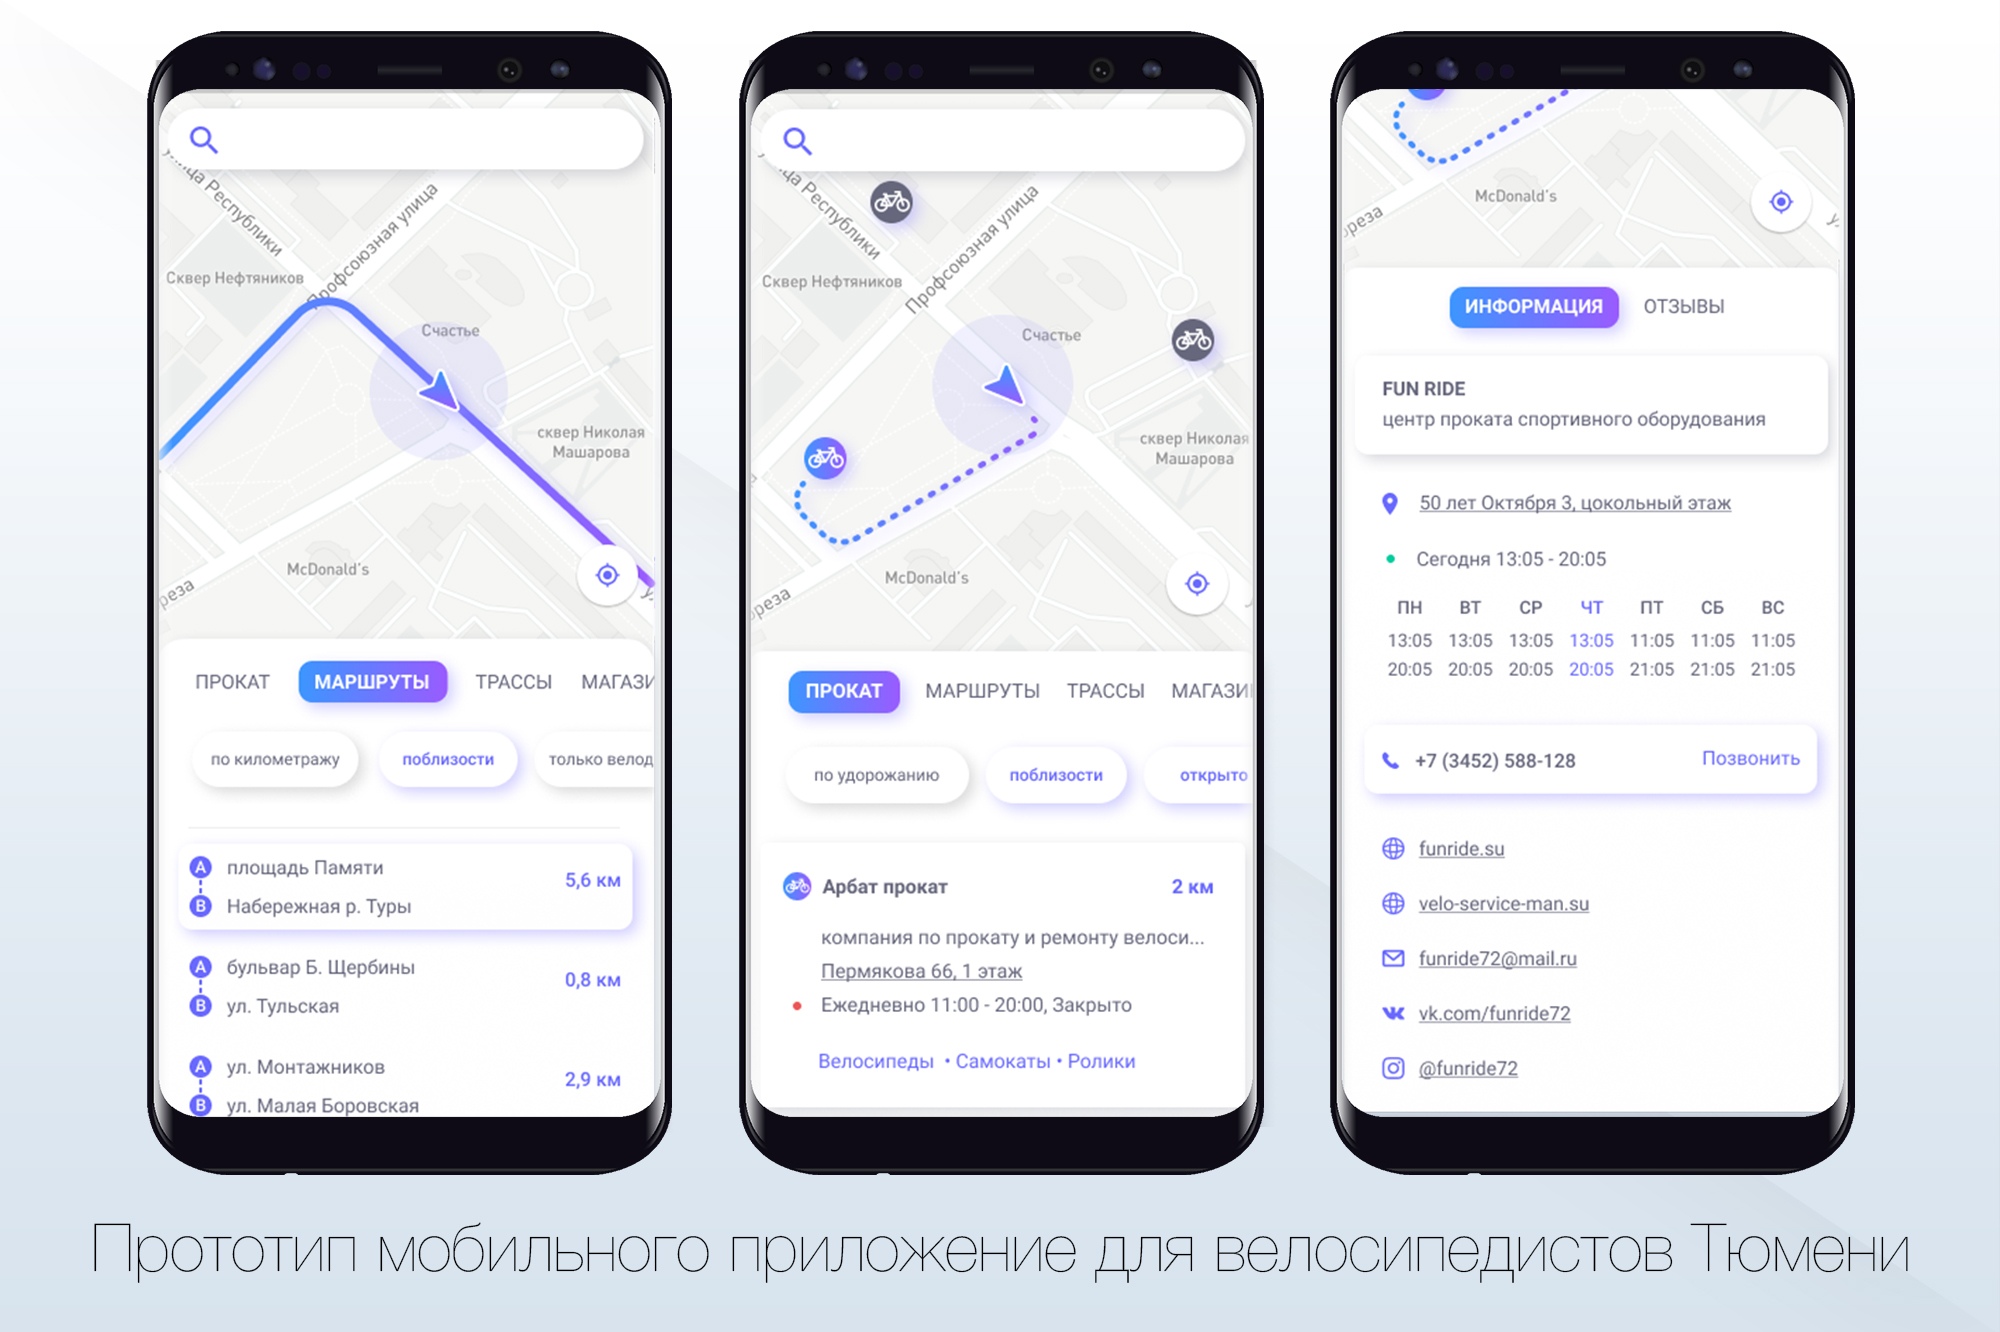 ица Республики
Профсоюзная улица
Сквер Нефтяников
Счастье
сквер Николая
Машарова
McDonald's
реза
ПРОКАТ МАРШРУТЫ ТРАССЫ МАГАЗИ
по километражу поблизости только велод
A площадь Памяти
5,6 км
B Набережная р. Туры
A бульвар Б. Щербины
0,8 км
B ул. Тульская
A ул. Монтажников
2,9 км
B ул. Малая Боровская
ица Республики
Профсоюзная улица
Сквер Нефтяников
Счастье
сквер Николая
Машарова
McDonald's
реза
ПРОКАТ МАРШРУТЫ ТРАССЫ МАГАЗИ
по удорожанию поблизости открыто
Арбат прокат 2 км
компания по прокату и ремонту велоси...
Пермякова 66, 1 этаж
Ежедневно 11:00 - 20:00, Закрыто
Велосипеды • Самокаты • Ролики
McDonald's
реза
ИНФОРМАЦИЯ ОТЗЫВЫ
FUN RIDE
центр проката спортивного оборудования
50 лет Октября 3, цокольный этаж
Сегодня 13:05 - 20:05
ПН ВТ СР ЧТ ПТ СБ ВС
13:05 13:05 13:05 13:05 11:05 11:05 11:05
20:05 20:05 20:05 20:05 21:05 21:05 21:05
+7 (3452) 588-128 Позвонить
funride.su
velo-service-man.su
funride72@mail.ru
vk.com/funride72
@funride72
Прототип мобильного приложение для велосипедистов Тюмени